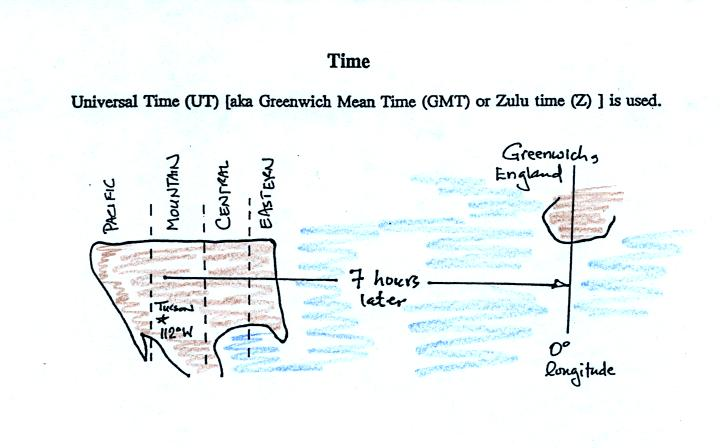 Time
Universal Time (UT) [aka Greenwich Mean Time (GMT) or Zulu time (Z) ] is used.
PACIFIC
MOUNTAIN
CENTRAL
EASTERN
Greenwich,
England
7 hours
later
Tucson
*
112°W
0°
longitude